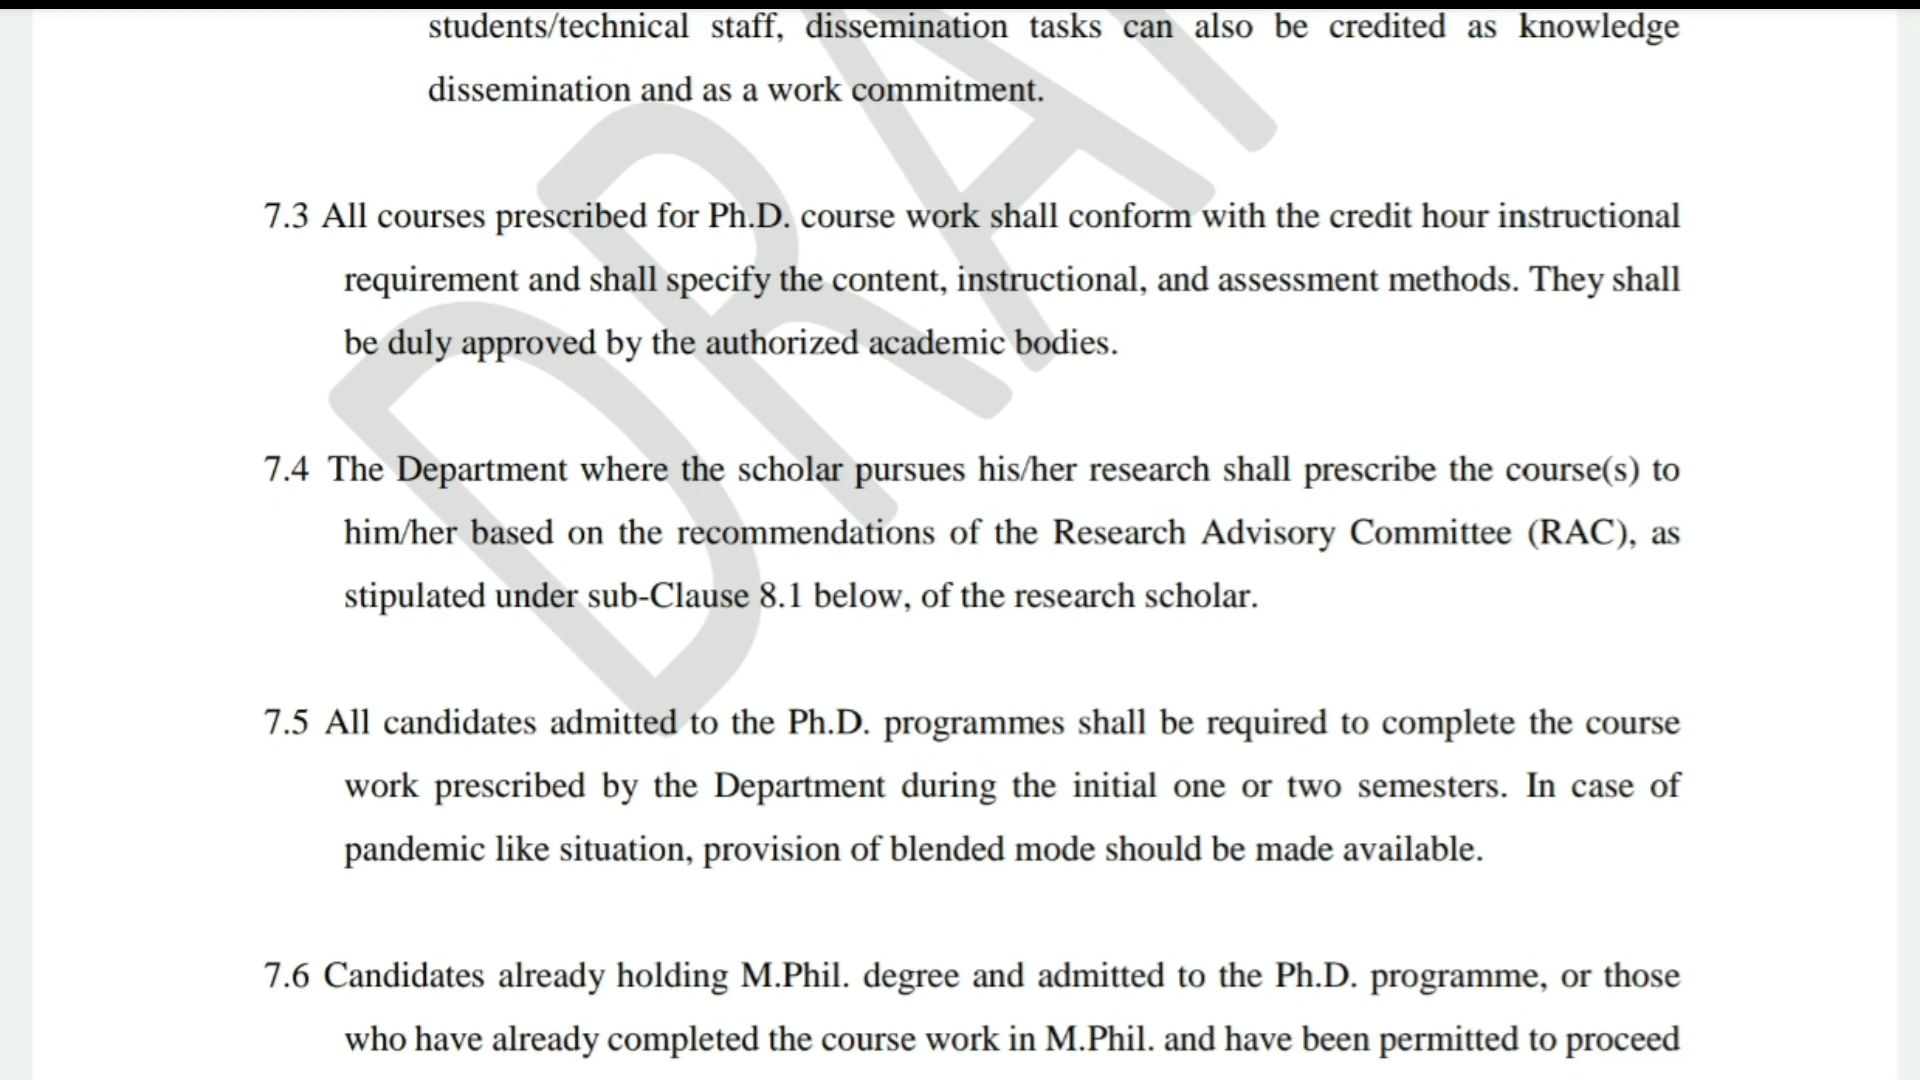 students/technical staff, dissemination tasks can also be credited as knowledge
dissemination and as a work commitment.
7.3 All courses prescribed for Ph.D. course work shall conform with the credit hour instructional
requirement and shall specify the content, instructional, and assessment methods. They shall
be duly approved by the authorized academic bodies.
7.4 The Department where the scholar pursues his/her research shall prescribe the course(s) to
him/her based on the recommendations of the Research Advisory Committee (RAC), as
stipulated under sub-Clause 8.1 below, of the research scholar.
7.5 All candidates admitted to the Ph.D. programmes shall be required to complete the course
work prescribed by the Department during the initial one or two semesters. In case of
pandemic like situation, provision of blended mode should be made available.
7.6 Candidates already holding M.Phil. degree and admitted to the Ph.D. programme, or those
who have already completed the course work in M.Phil. and have been permitted to proceed